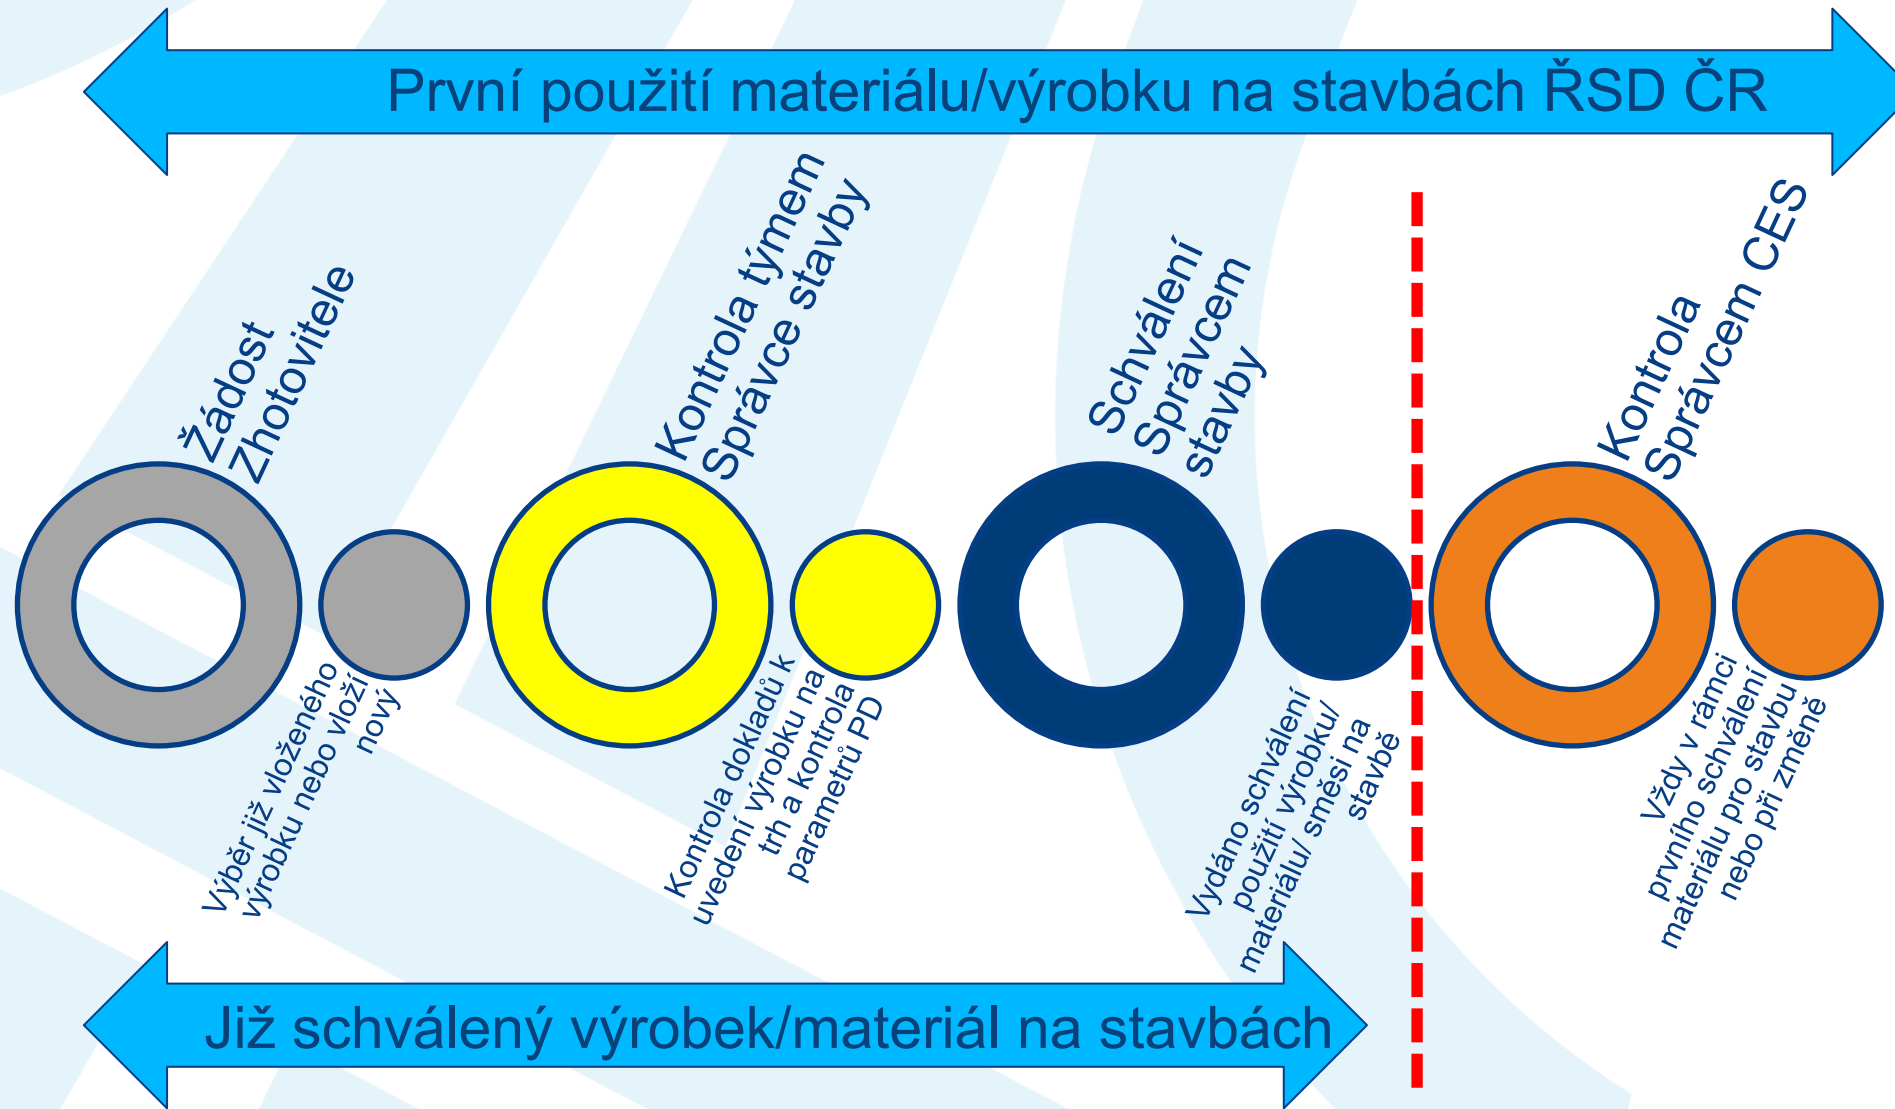 První použití materiálu/výrobku na stavbách ŘSD ČR
Žádost
Zhotovitele
Výběr již vloženého
výrobku nebo vloží
nový
Kontrola týmem
Správce stavby
Kontrola dokladů k
uvedení výrobku na
trh a kontrola
parametrů PD
Schválení
Správcem
stavby
Vydáno schválení
použití výrobku/
materiálu/ směsi na
stavbě
Kontrola
Správcem CES
Vždy v rámci
prvního schválení
materiálu pro stavbu
nebo při změně
Již schválený výrobek/materiál na stavbách